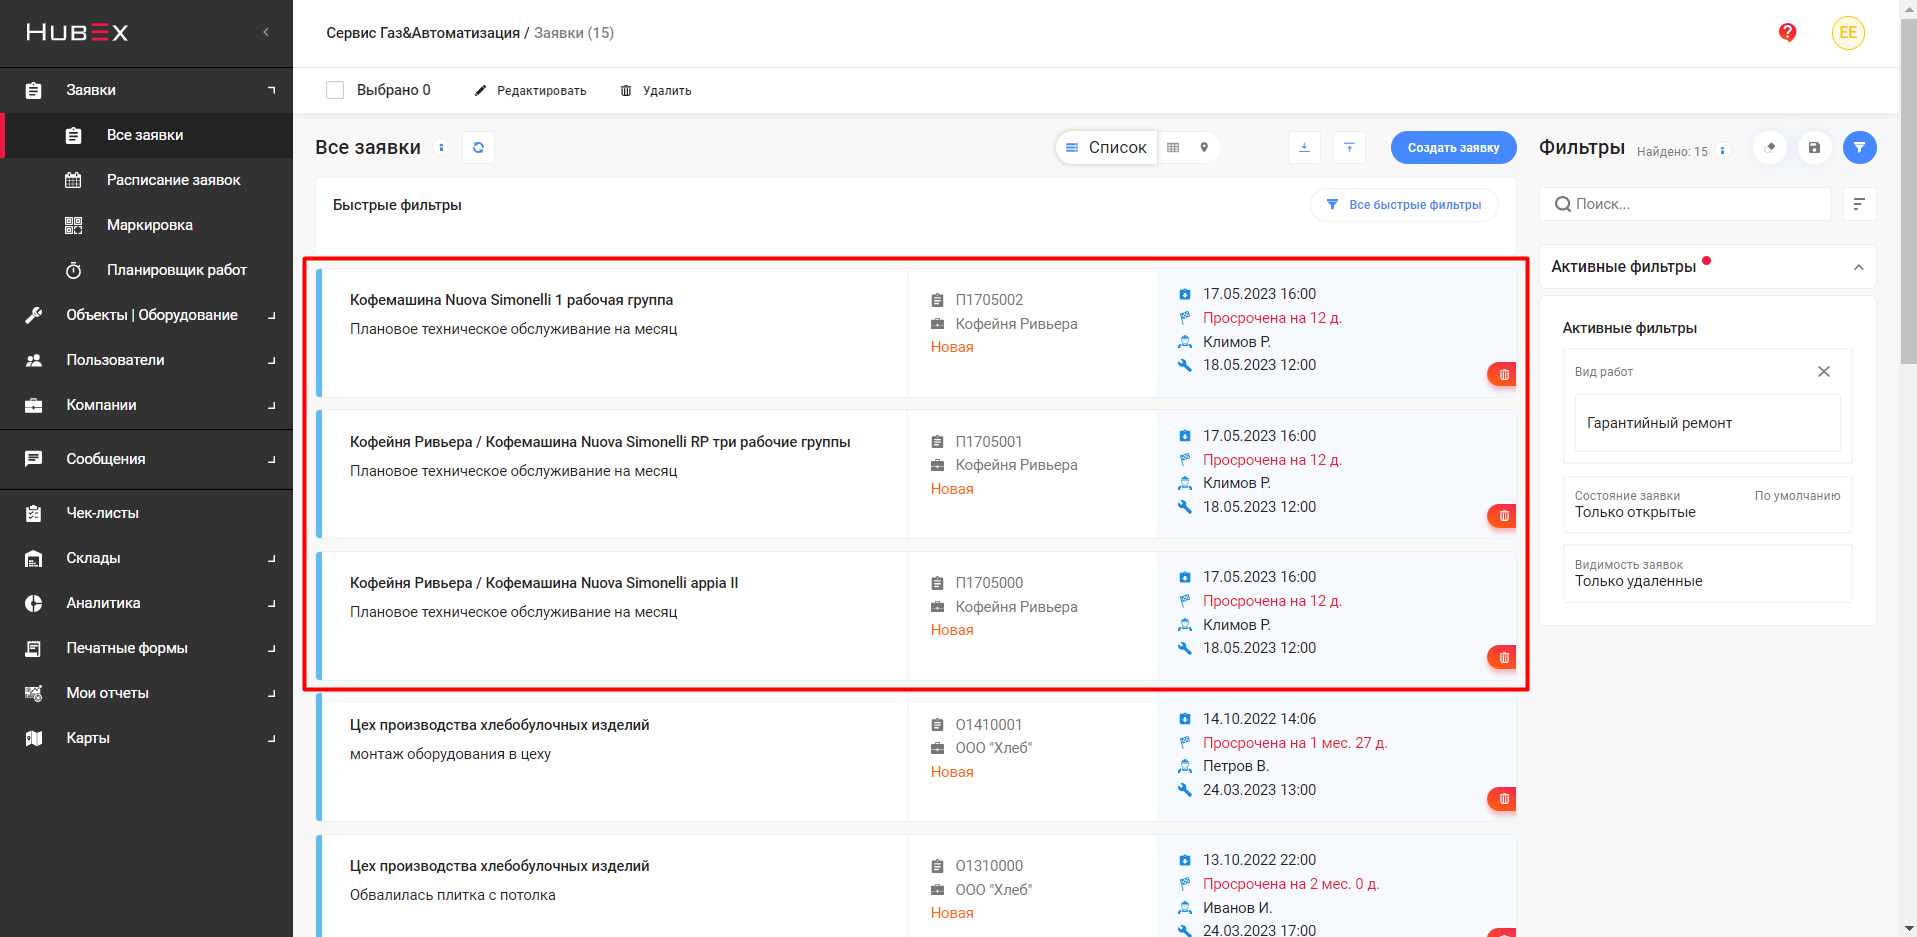 HUBEX
Заявки
Все заявки
Расписание заявок
Маркировка
Планировщик работ
Объекты | Оборудование
Пользователи
Компании
Сообщения
Чек-листы
Склады
Аналитика
Печатные формы
Мои отчеты
Карты
Сервис Газ&Автоматизация / Заявки (15)
EE
Выбрано 0
Редактировать
Удалить
Все заявки
Список
Создать заявку
Быстрые фильтры
Все быстрые фильтры
Кофемашина Nuova Simonelli 1 рабочая группа
Плановое техническое обслуживание на месяц
П1705002
Кофейня Ривьера
Новая
17.05.2023 16:00
Просрочена на 12 д.
Климов Р.
18.05.2023 12:00
Кофейня Ривьера / Кофемашина Nuova Simonelli RP три рабочие группы
Плановое техническое обслуживание на месяц
П1705001
Кофейня Ривьера
Новая
17.05.2023 16:00
Просрочена на 12 д.
Климов Р.
18.05.2023 12:00
Кофейня Ривьера / Кофемашина Nuova Simonelli appia II
Плановое техническое обслуживание на месяц
П1705000
Кофейня Ривьера
Новая
17.05.2023 16:00
Просрочена на 12 д.
Климов Р.
18.05.2023 12:00
Цех производства хлебобулочных изделий
монтаж оборудования в цеху
О1410001
ООО "Хлеб"
Новая
14.10.2022 14:06
Просрочена на 1 мес. 27 д.
Петров В.
24.03.2023 13:00
Цех производства хлебобулочных изделий
Обвалилась плитка с потолка
О1310000
ООО "Хлеб"
Новая
13.10.2022 22:00
Просрочена на 2 мес. 0 д.
Иванов И.
24.03.2023 17:00
Фильтры
Найдено: 15
Поиск...
Активные фильтры
Активные фильтры
Вид работ
Гарантийный ремонт
Состояние заявки
По умолчанию
Только открытые
Видимость заявок
Только удаленные